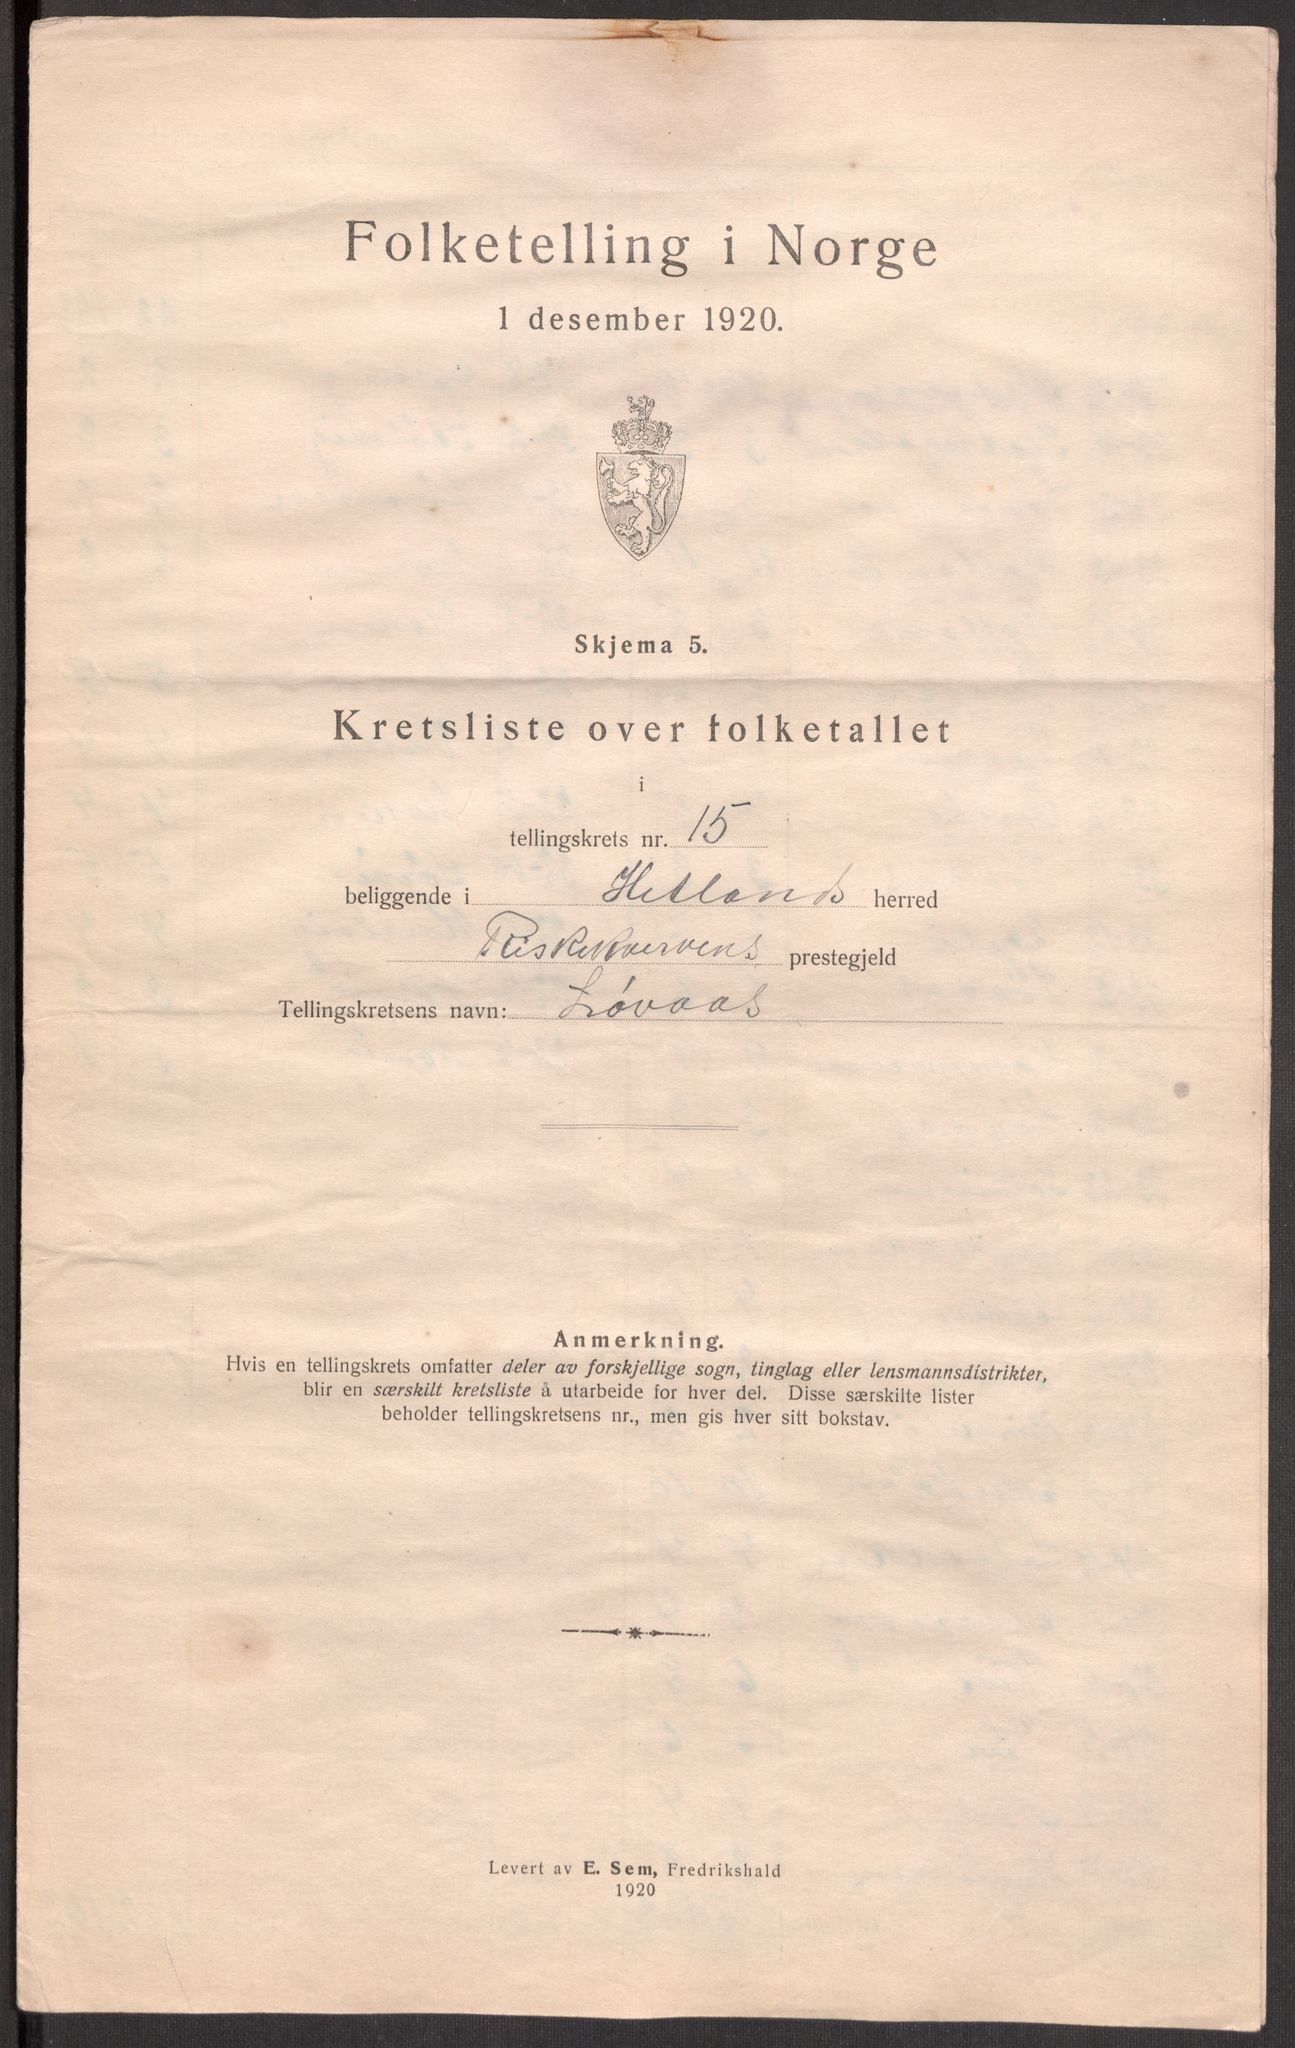 Folketelling i Norge
1 desember 1920.
Skjema 5.
Kretsliste over folketallet
i
tellingskrets nr. 15
beliggende i Hetlands herred
Riskekvervens prestegjeld
Tellingskretsens navn: Løvaas
Anmerkning.
Hvis en tellingskrets omfatter deler av forskjellige sogn, tinglag eller lensmannsdistrikter,
blir en særskilt kretsliste å utarbeide for hver del. Disse særskilte lister
beholder tellingskretsens nr., men gis hver sitt bokstav.
Levert av E. Sem, Fredrikshald
1920